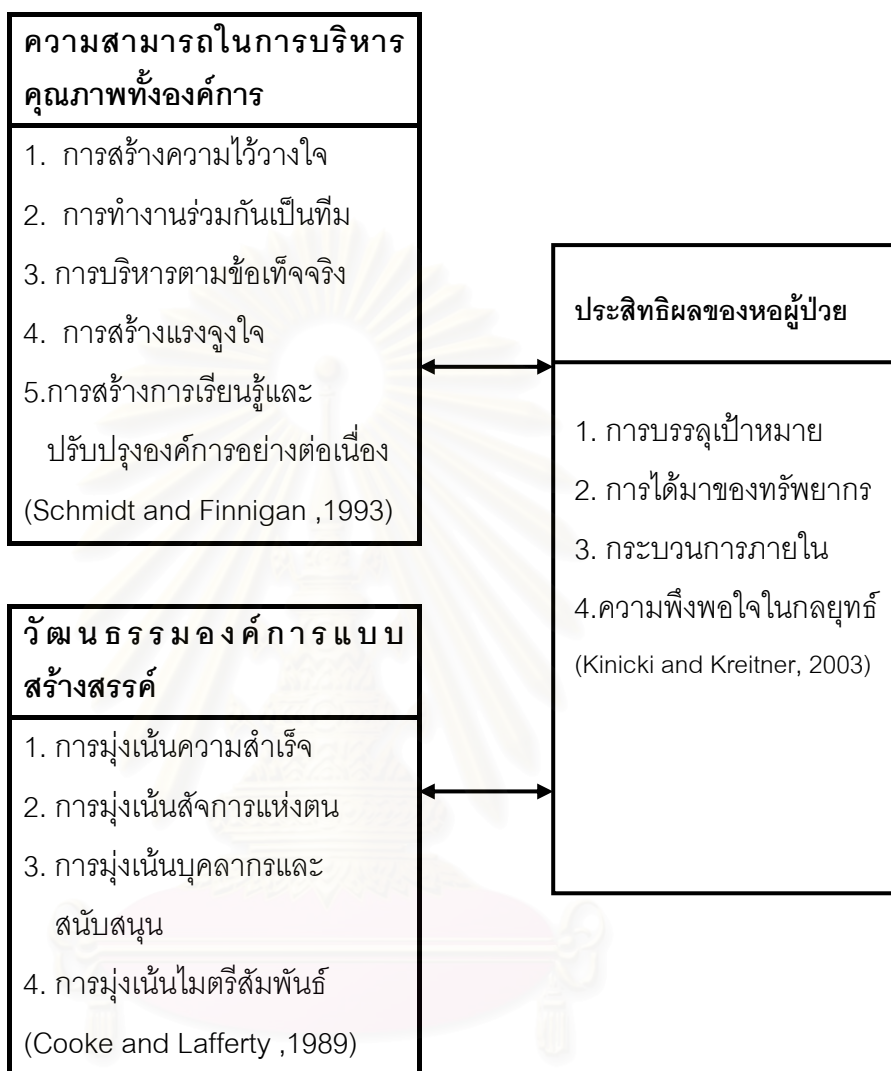 ความสามารถในการบริหาร
คุณภาพทั้งองค์การ
1. การสร้างความไว้วางใจ
2. การทำงานร่วมกันเป็นทีม
3. การบริหารตามข้อเท็จจริง
4. การสร้างแรงจูงใจ
5.การสร้างการเรียนรู้และ
ปรับปรุงองค์การอย่างต่อเนื่อง
(Schmidt and Finnigan ,1993)
วัฒนธรรมองค์การแบบ
สร้างสรรค์
1. การมุ่งเน้นความสำเร็จ
2. การมุ่งเน้นสัจการแห่งตน
3. การมุ่งเน้นบุคลากรและ
สนับสนุน
4. การมุ่งเน้นไมตรีสัมพันธ์
(Cooke and Lafferty ,1989)
ประสิทธิผลของหอผู้ป่วย
1. การบรรลุเป้าหมาย
2. การได้มาของทรัพยากร
3. กระบวนการภายใน
4.ความพึงพอใจในกลยุทธ์
(Kinicki and Kreitner, 2003)